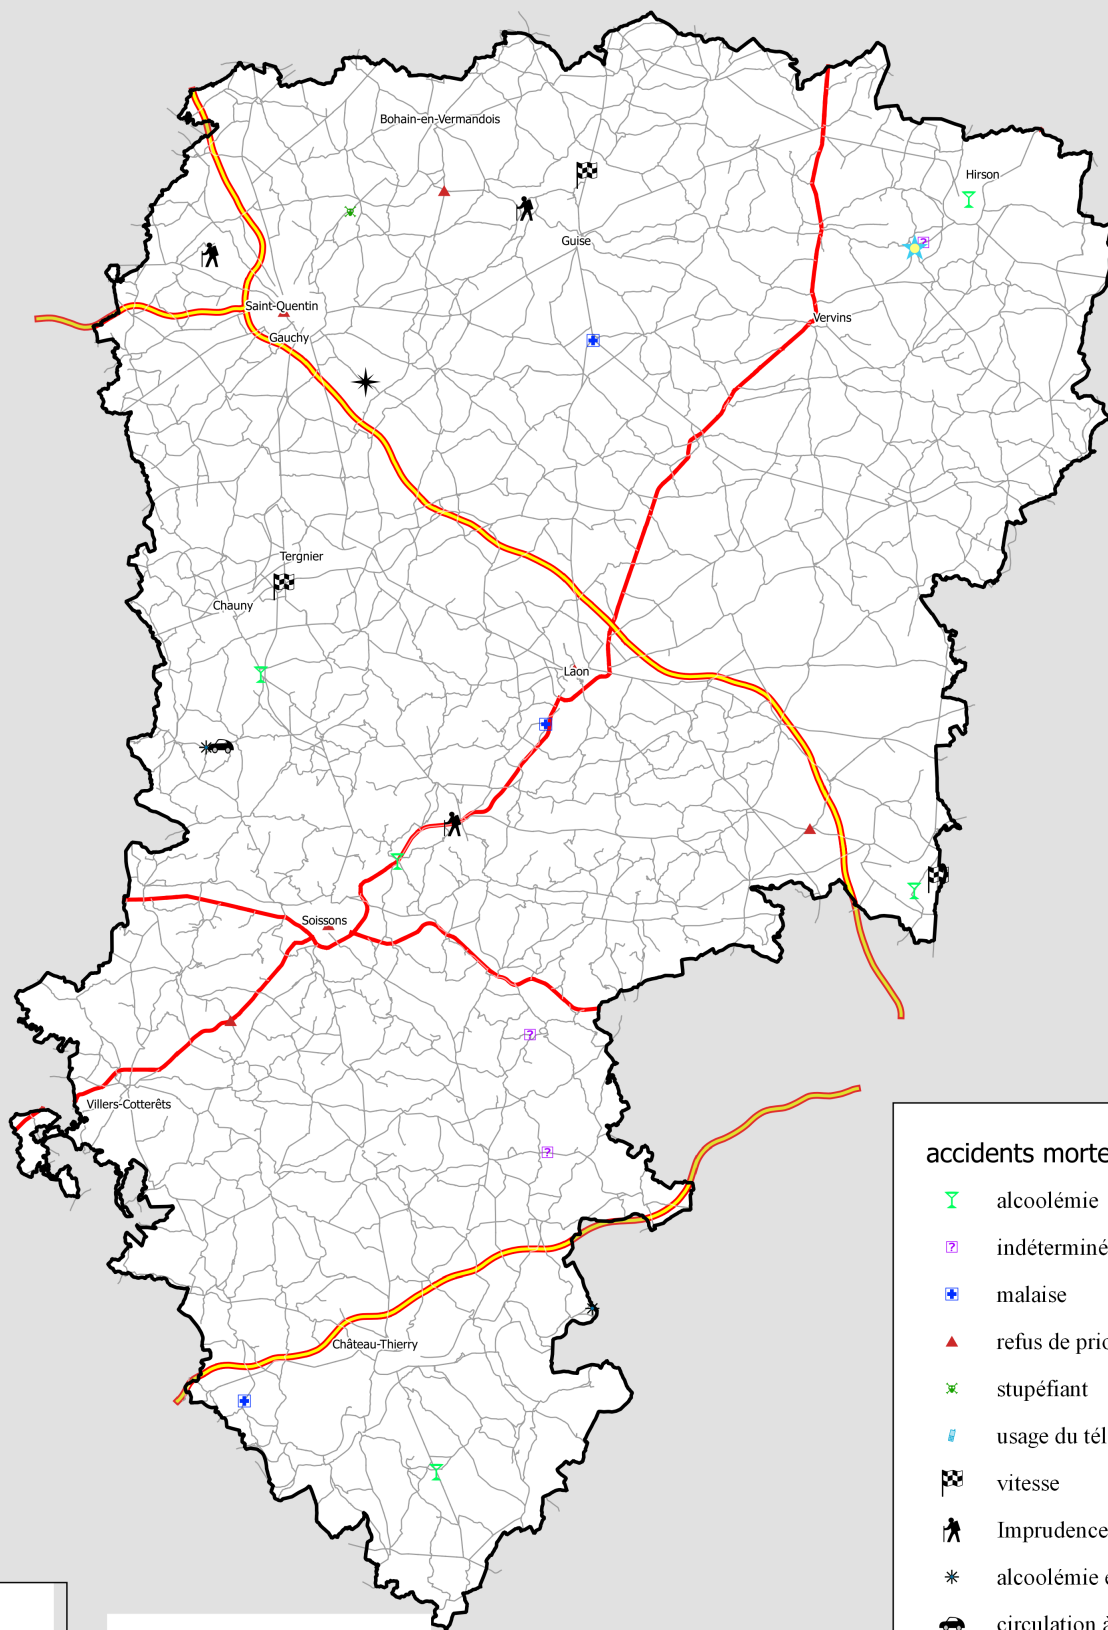 Bohain-en-Vermandois
Hirson
Guise
Saint-Quentin
Vervins
Gauchy
Tergnier
Chauny
Laon
Soissons
Villers-Cotterêts
Château-Thierry
accidents morte
alcoolémie
? indéterminé
malaise
refus de prio
stupéfiant
usage du tél
vitesse
Imprudence
alcoolémie e
circulation à